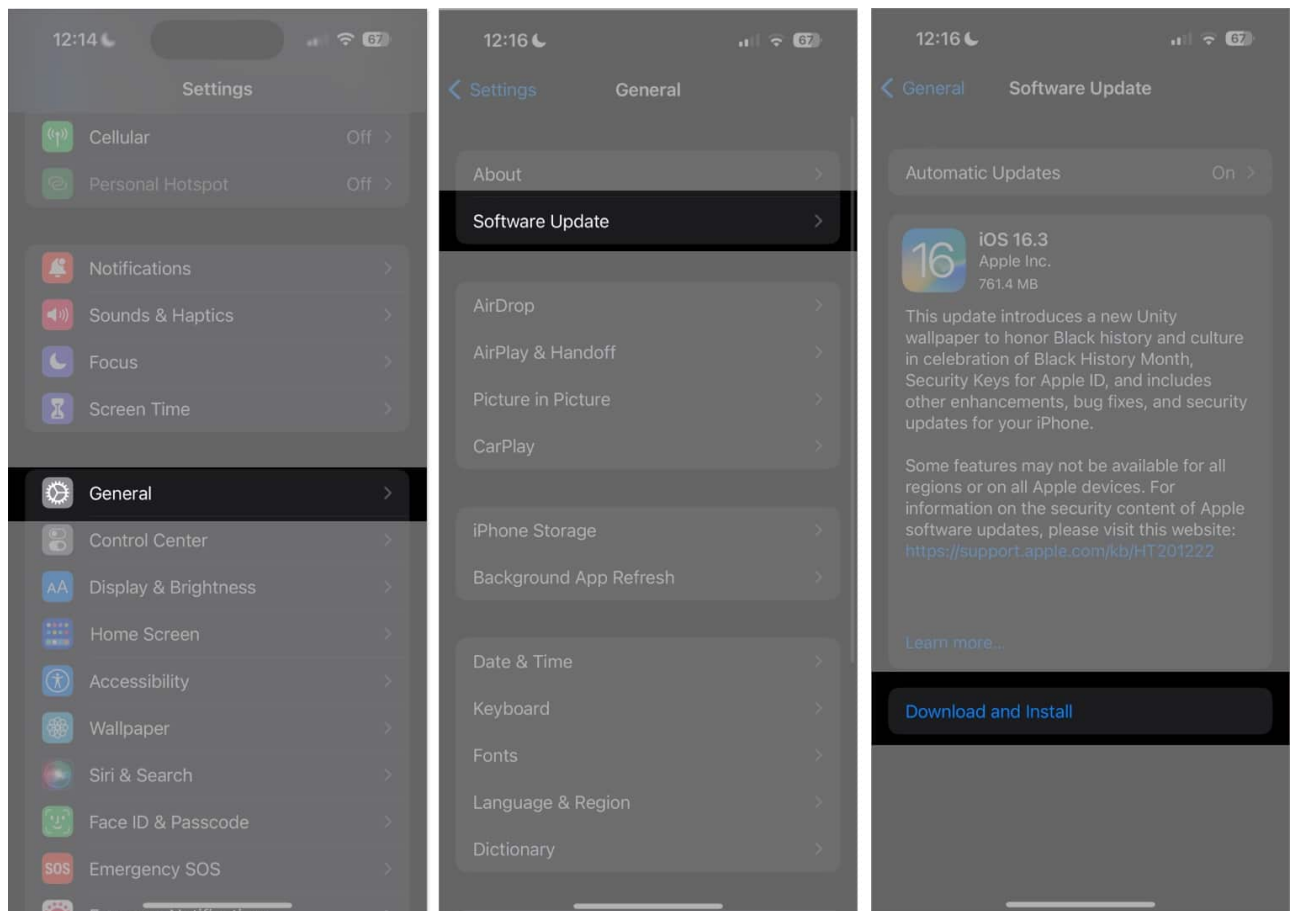 12:14
67
Settings
Cellular Off
Personal Hotspot Off
Notifications
Sounds & Haptics
Focus
Screen Time
General
Control Center
AA Display & Brightness
Home Screen
Accessibility
Wallpaper
Siri & Search
Face ID & Passcode
SOS Emergency SOS
12:16
67
Settings General
About
Software Update
AirDrop
AirPlay & Handoff
Picture in Picture
CarPlay
iPhone Storage
Background App Refresh
Date & Time
Keyboard
Fonts
Language & Region
Dictionary
12:16
67
General Software Update
Automatic Updates On
16
iOS 16.3
Apple Inc.
761.4 MB
This update introduces a new Unity
wallpaper to honor Black history and culture
in celebration of Black History Month,
Security Keys for Apple ID, and includes
other enhancements, bug fixes, and security
updates for your iPhone.
Some features may not be available for all
regions or on all Apple devices. For
information on the security content of Apple
software updates, please visit this website:
https://support.apple.com/kb/HT201222
Learn more...
Download and Install